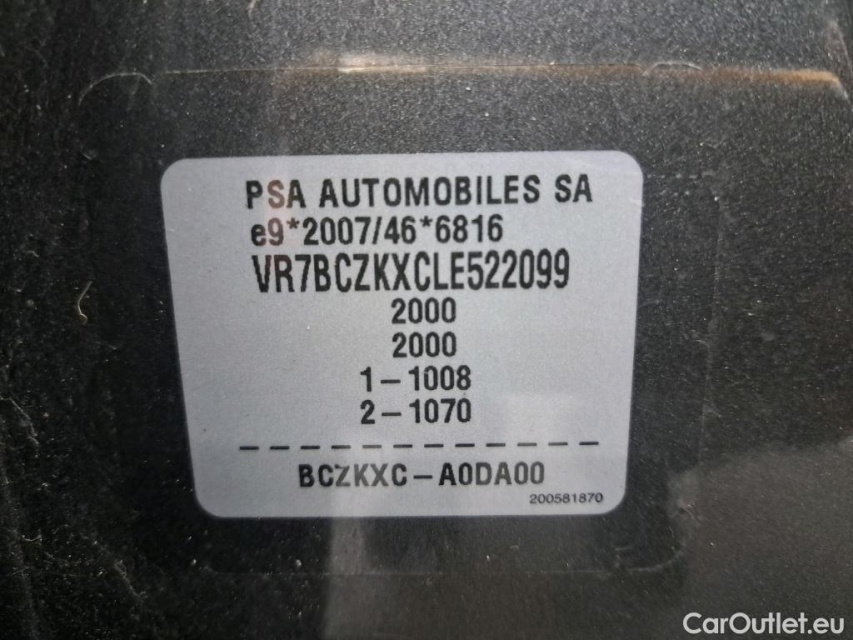 PSA AUTOMOBILES SA
e9*2007/46*6816
VR7BCZKXCLE522099
2000
2000
1-1008
2-1070
BCZKXC-A0DA00
200581870
CarOutlet.eu